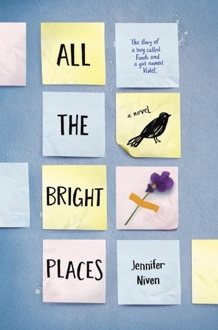 ALL
The Story of
a boy called
Finch and
a girl named
Violet.
THE
a novel
BRIGHT
PLACES
Jennifer
Niven